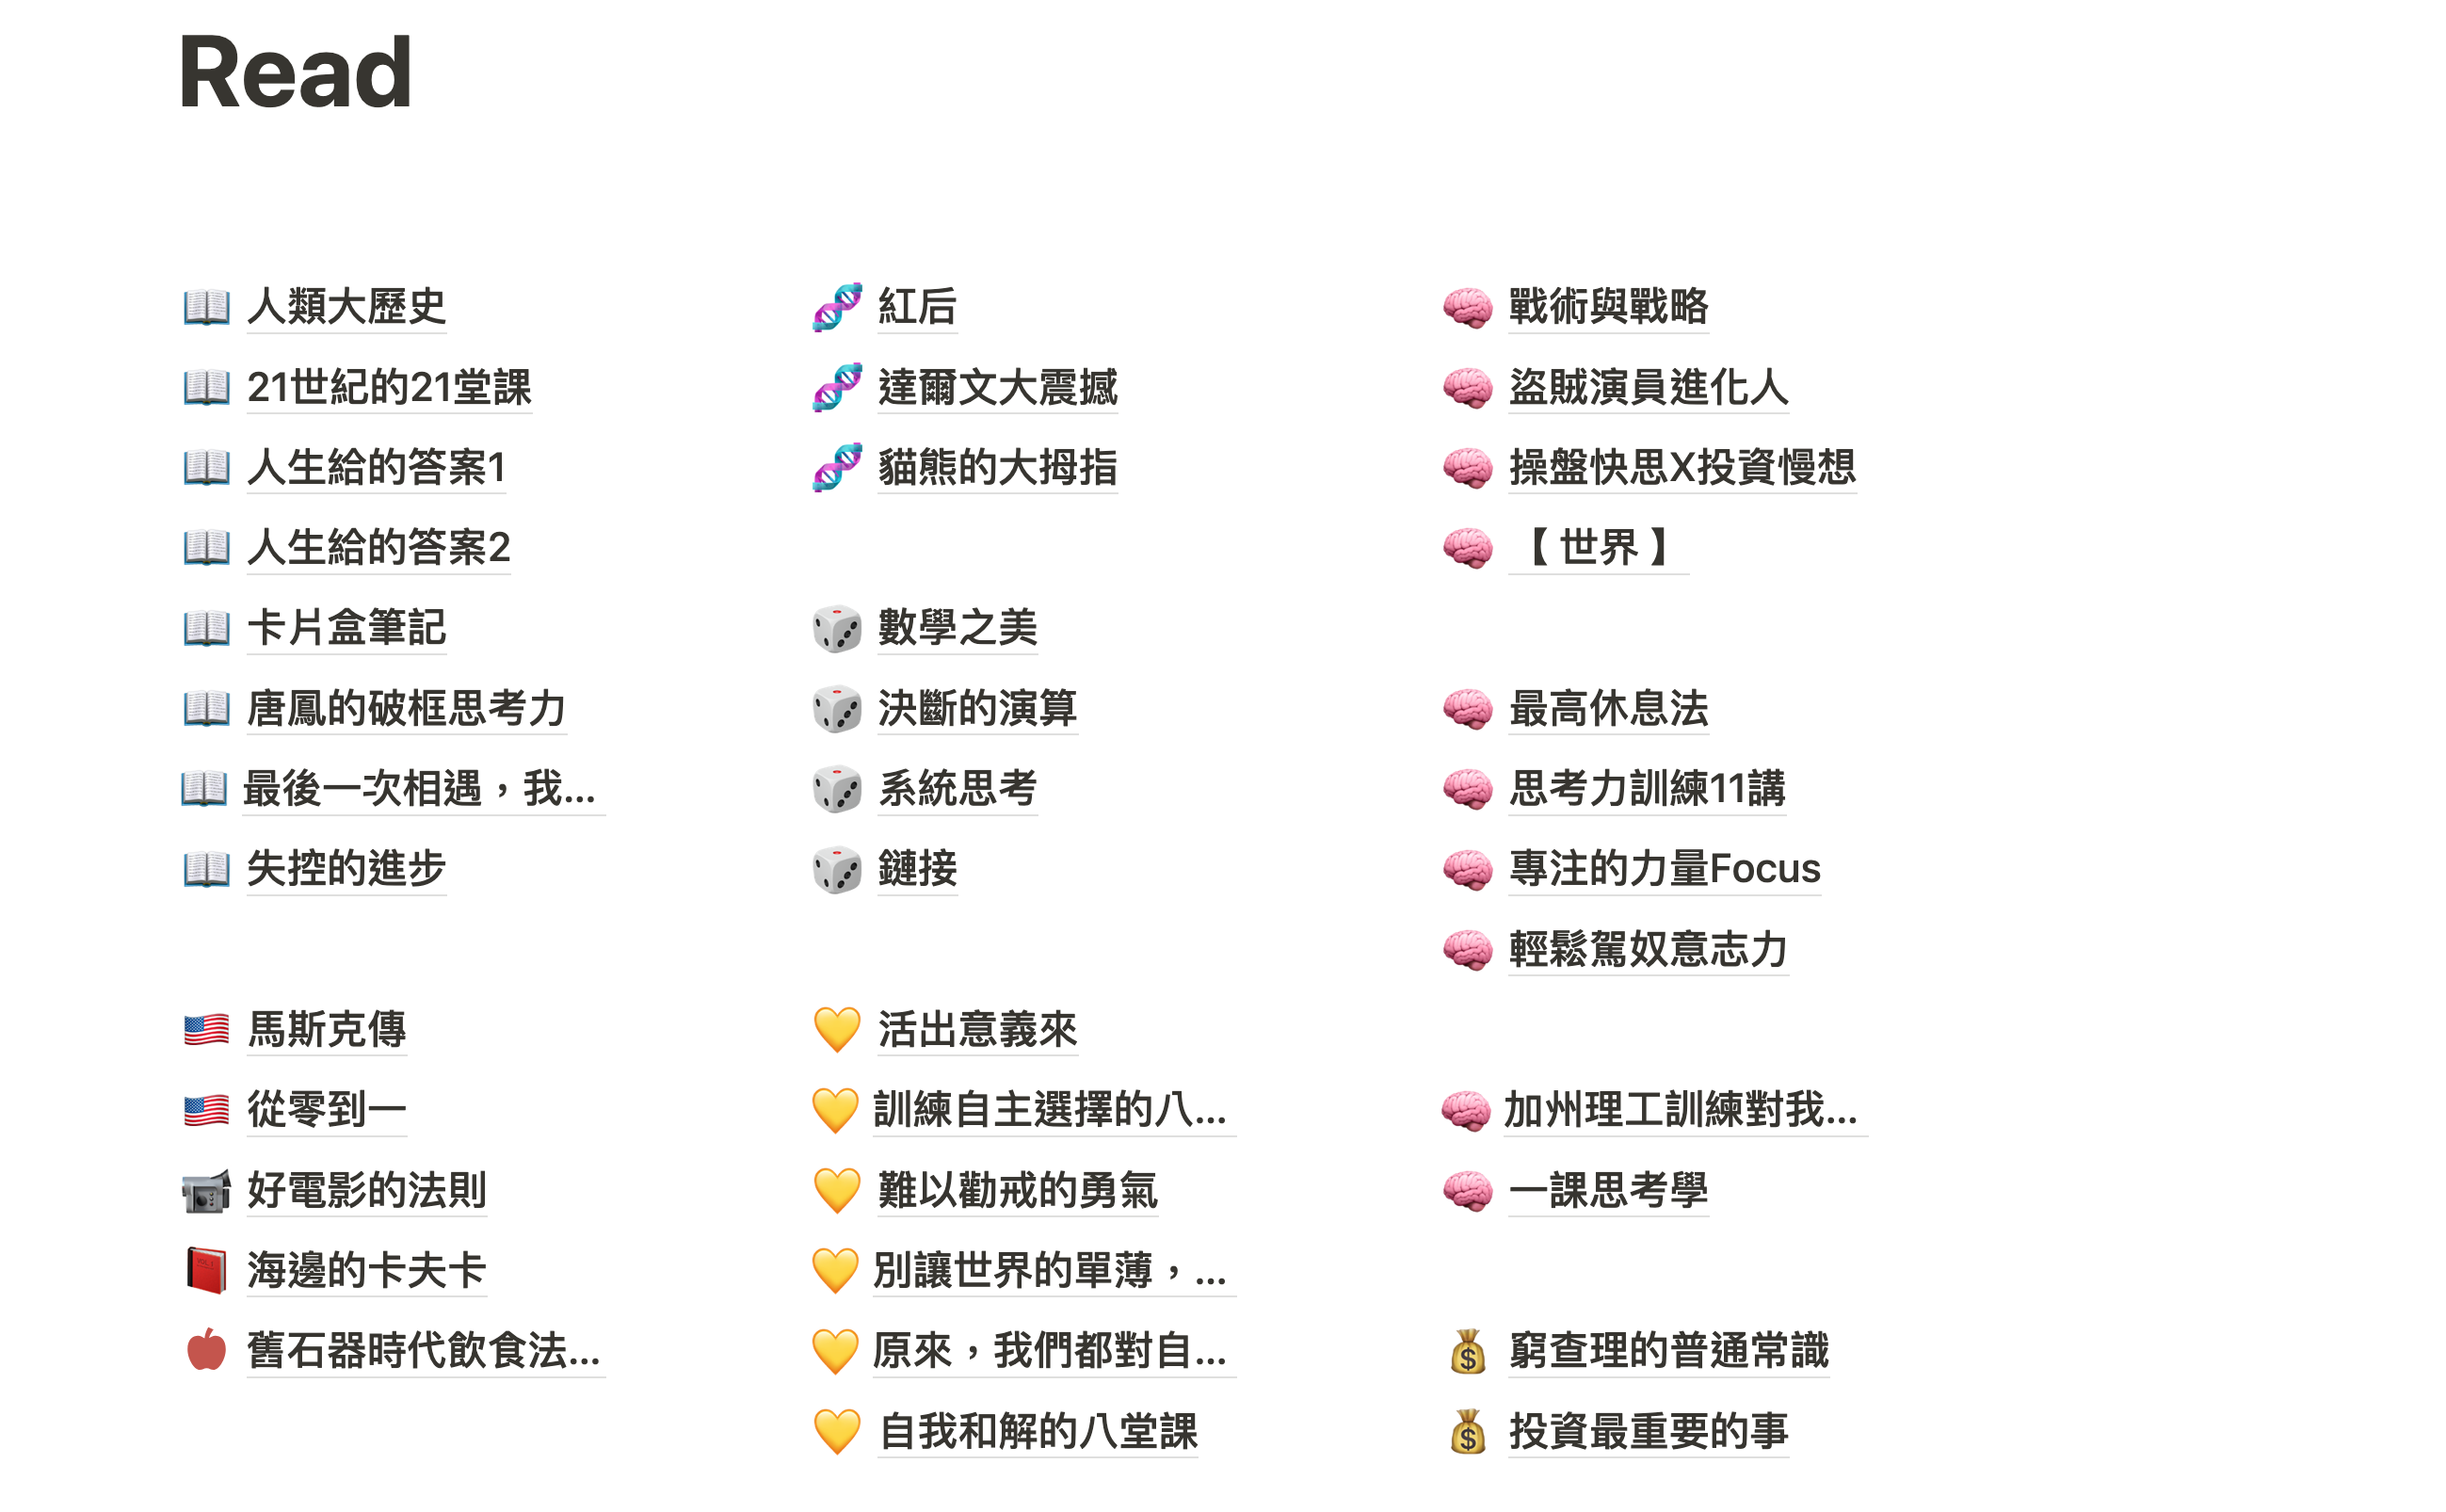 Read
人類大歷史
21世紀的21堂課
人生給的答案1
人生給的答案2
卡片盒筆記
唐鳳的破框思考力
最後一次相遇，我...
失控的進步
馬斯克傳
從零到一
好電影的法則
海邊的卡夫卡
舊石器時代飲食法...
紅后
達爾文大震撼
貓熊的大拇指
數學之美
決斷的演算
系統思考
鏈接
活出意義來
訓練自主選擇的八...
難以勸戒的勇氣
別讓世界的單薄，...
原來，我們都對自...
自我和解的八堂課
戰術與戰略
盜賊演員進化人
操盤快思X投資慢想
【 世界 】
最高休息法
思考力訓練11講
專注的力量Focus
輕鬆駕奴意志力
加州理工訓練對我...
一課思考學
窮查理的普通常識
投資最重要的事